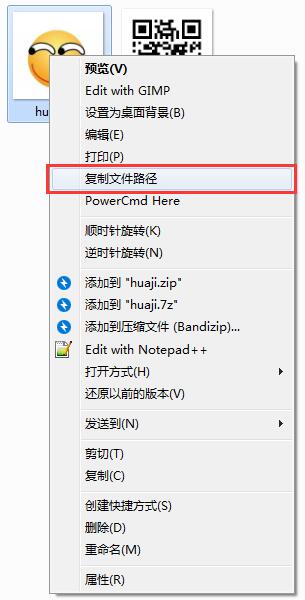 hu
预览(V)
Edit with GIMP
设置为桌面背景(B)
编辑(E)
打印(P)
复制文件路径
PowerCmd Here
顺时针旋转(K)
逆时针旋转(N)
添加到 "huaji.zip"
添加到 "huaji.7z"
添加到压缩文件 (Bandizip)...
Edit with Notepad++
打开方式(H)
还原以前的版本(V)
发送到(N)
剪切(T)
复制(C)
创建快捷方式(S)
删除(D)
重命名(M)
属性(R)